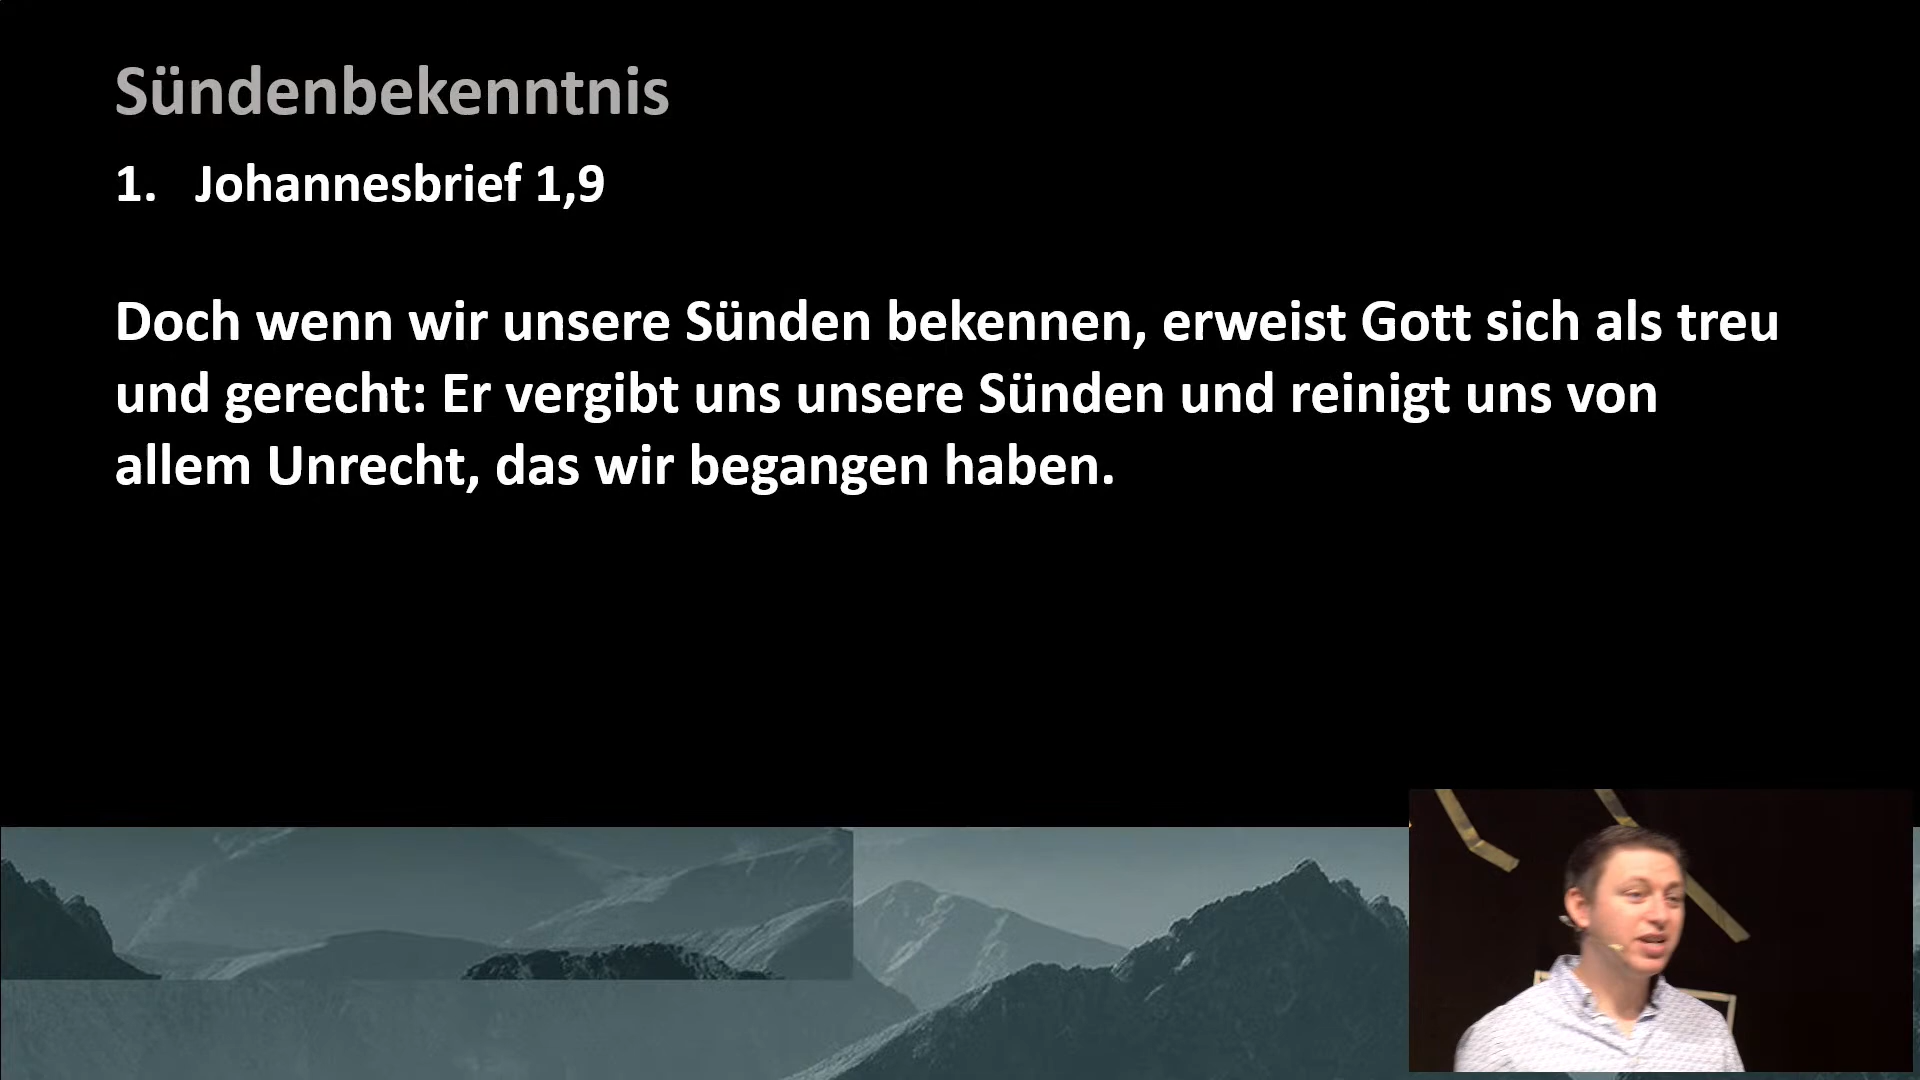 Sündenbekenntnis
1. Johannesbrief 1,9
Doch wenn wir unsere Sünden bekennen, erweist Gott sich als treu
und gerecht: Er vergibt uns unsere Sünden und reinigt uns von
allem Unrecht, das wir begangen haben.